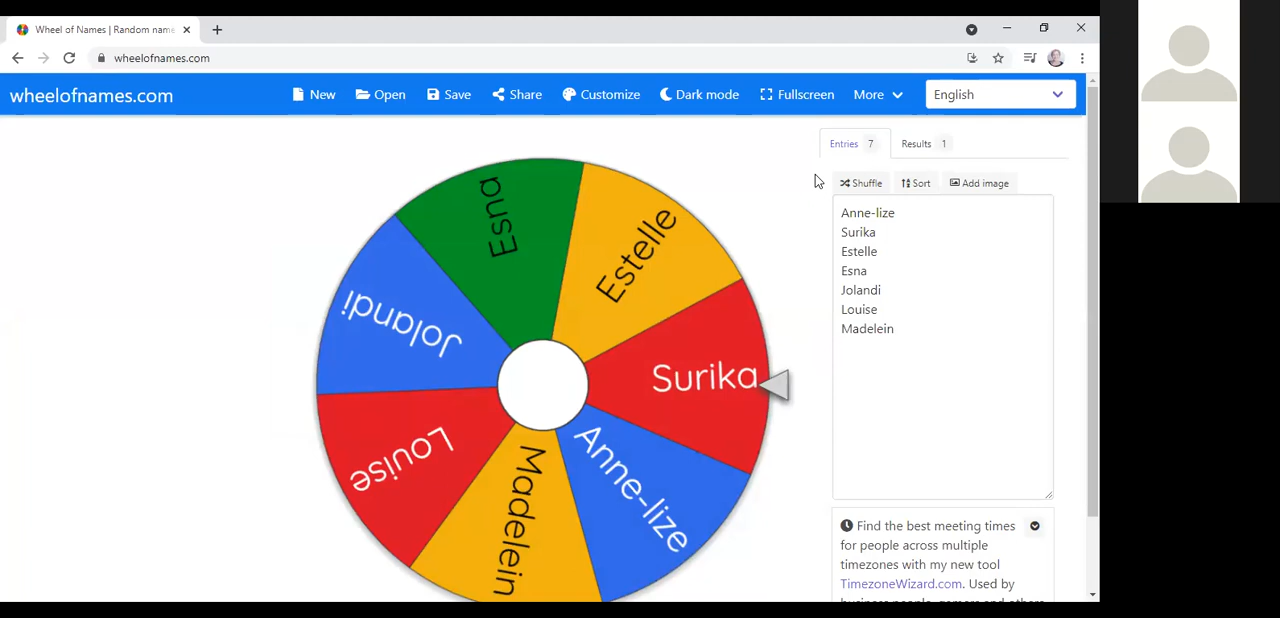 Wheel of Names | Random name
wheelofnames.com
wheelofnames.com
New
Open
Save
Share
Customize
Dark mode
Fullscreen
More
English
Entries 7
Results 1
Shuffle
Sort
Add image
Anne-lize
Surika
Estelle
Esna
Jolandi
Louise
Madelein
Esna
Estelle
Surika
Anne-lize
Madelein
Louise
Jolandi
Find the best meeting times
for people across multiple
timezones with my new tool
TimezoneWizard.com. Used by